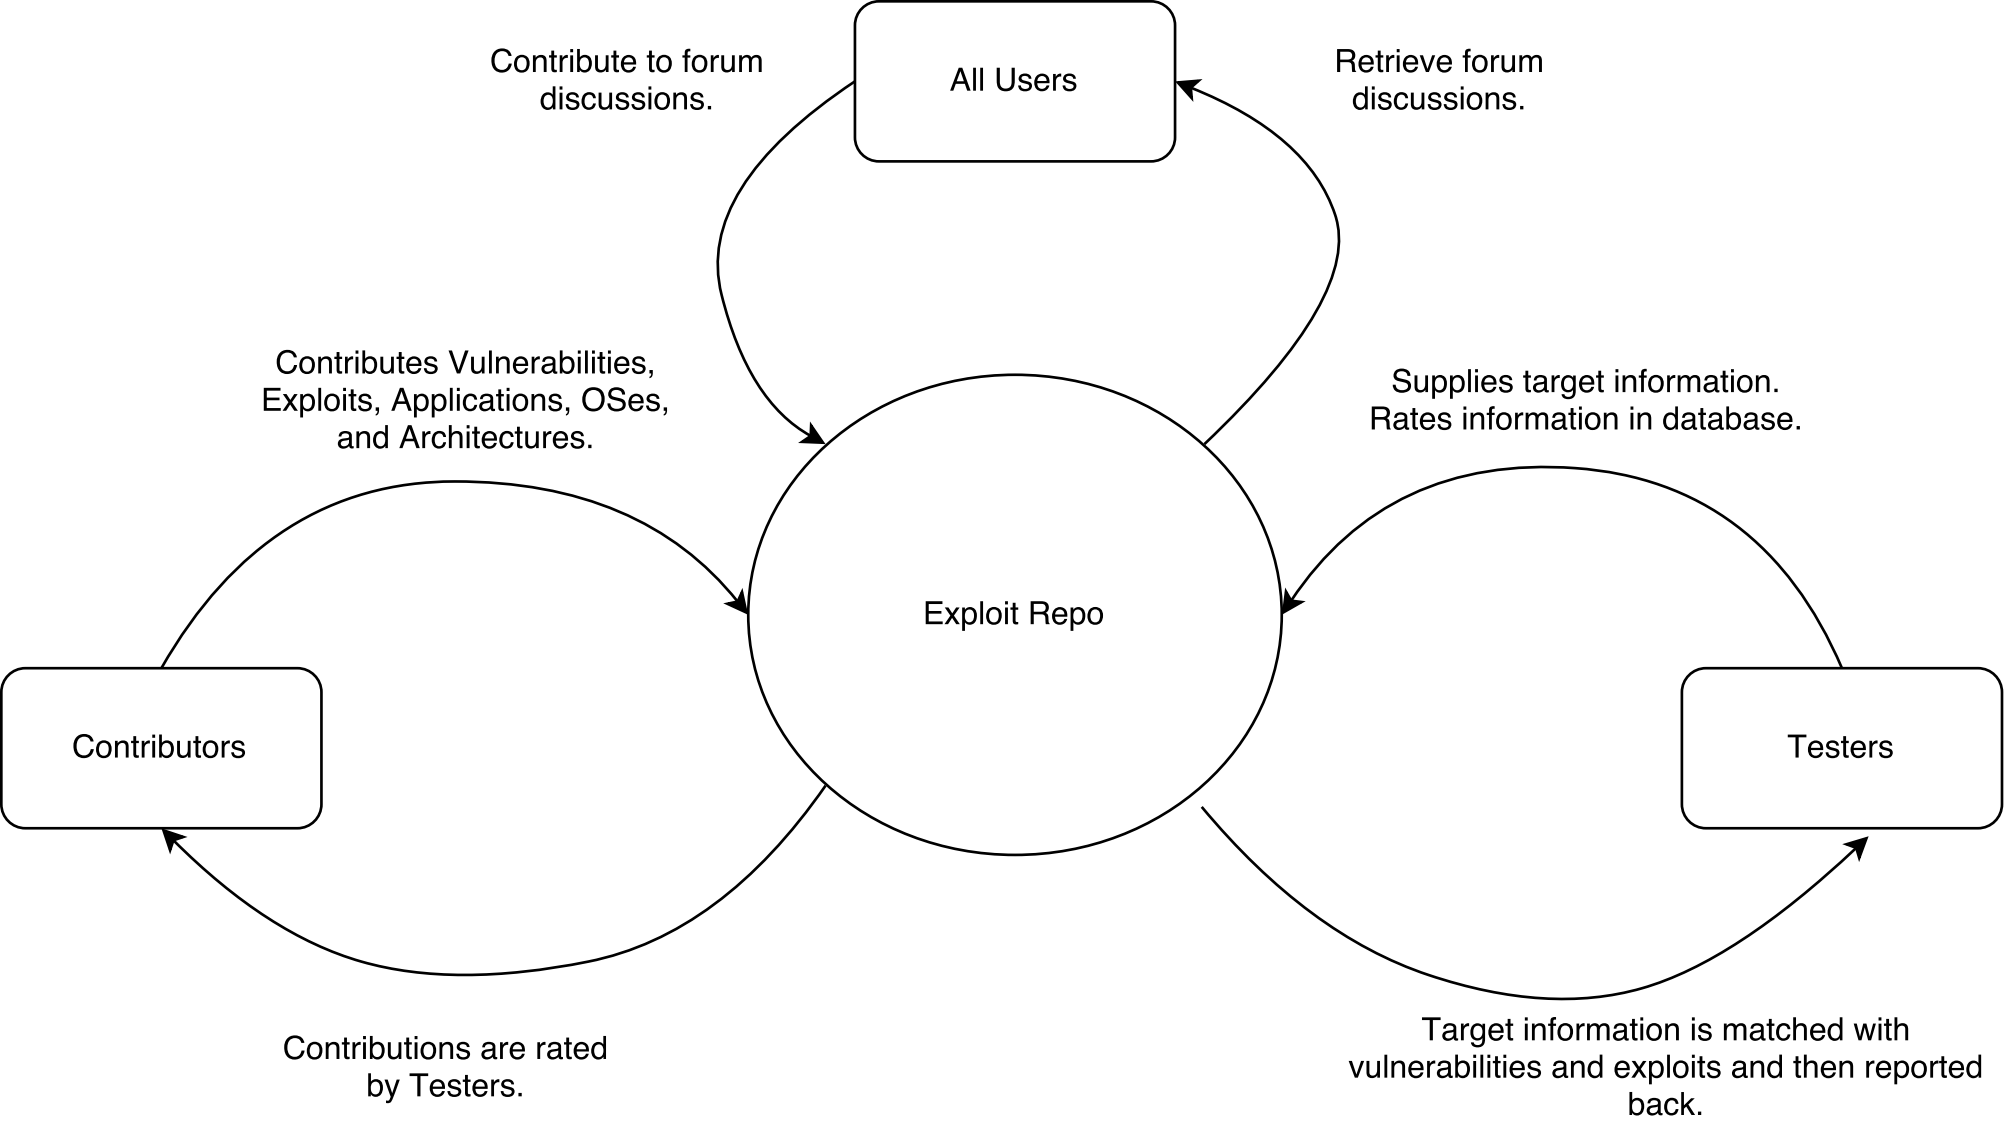 Contribute to forum
discussions.
All Users
Retrieve forum
discussions.
Contributes Vulnerabilities,
Exploits, Applications, OSes,
and Architectures.
Supplies target information.
Rates information in database.
Exploit Repo
Contributors
Testers
Contributions are rated
by Testers.
Target information is matched with
vulnerabilities and exploits and then reported
back.